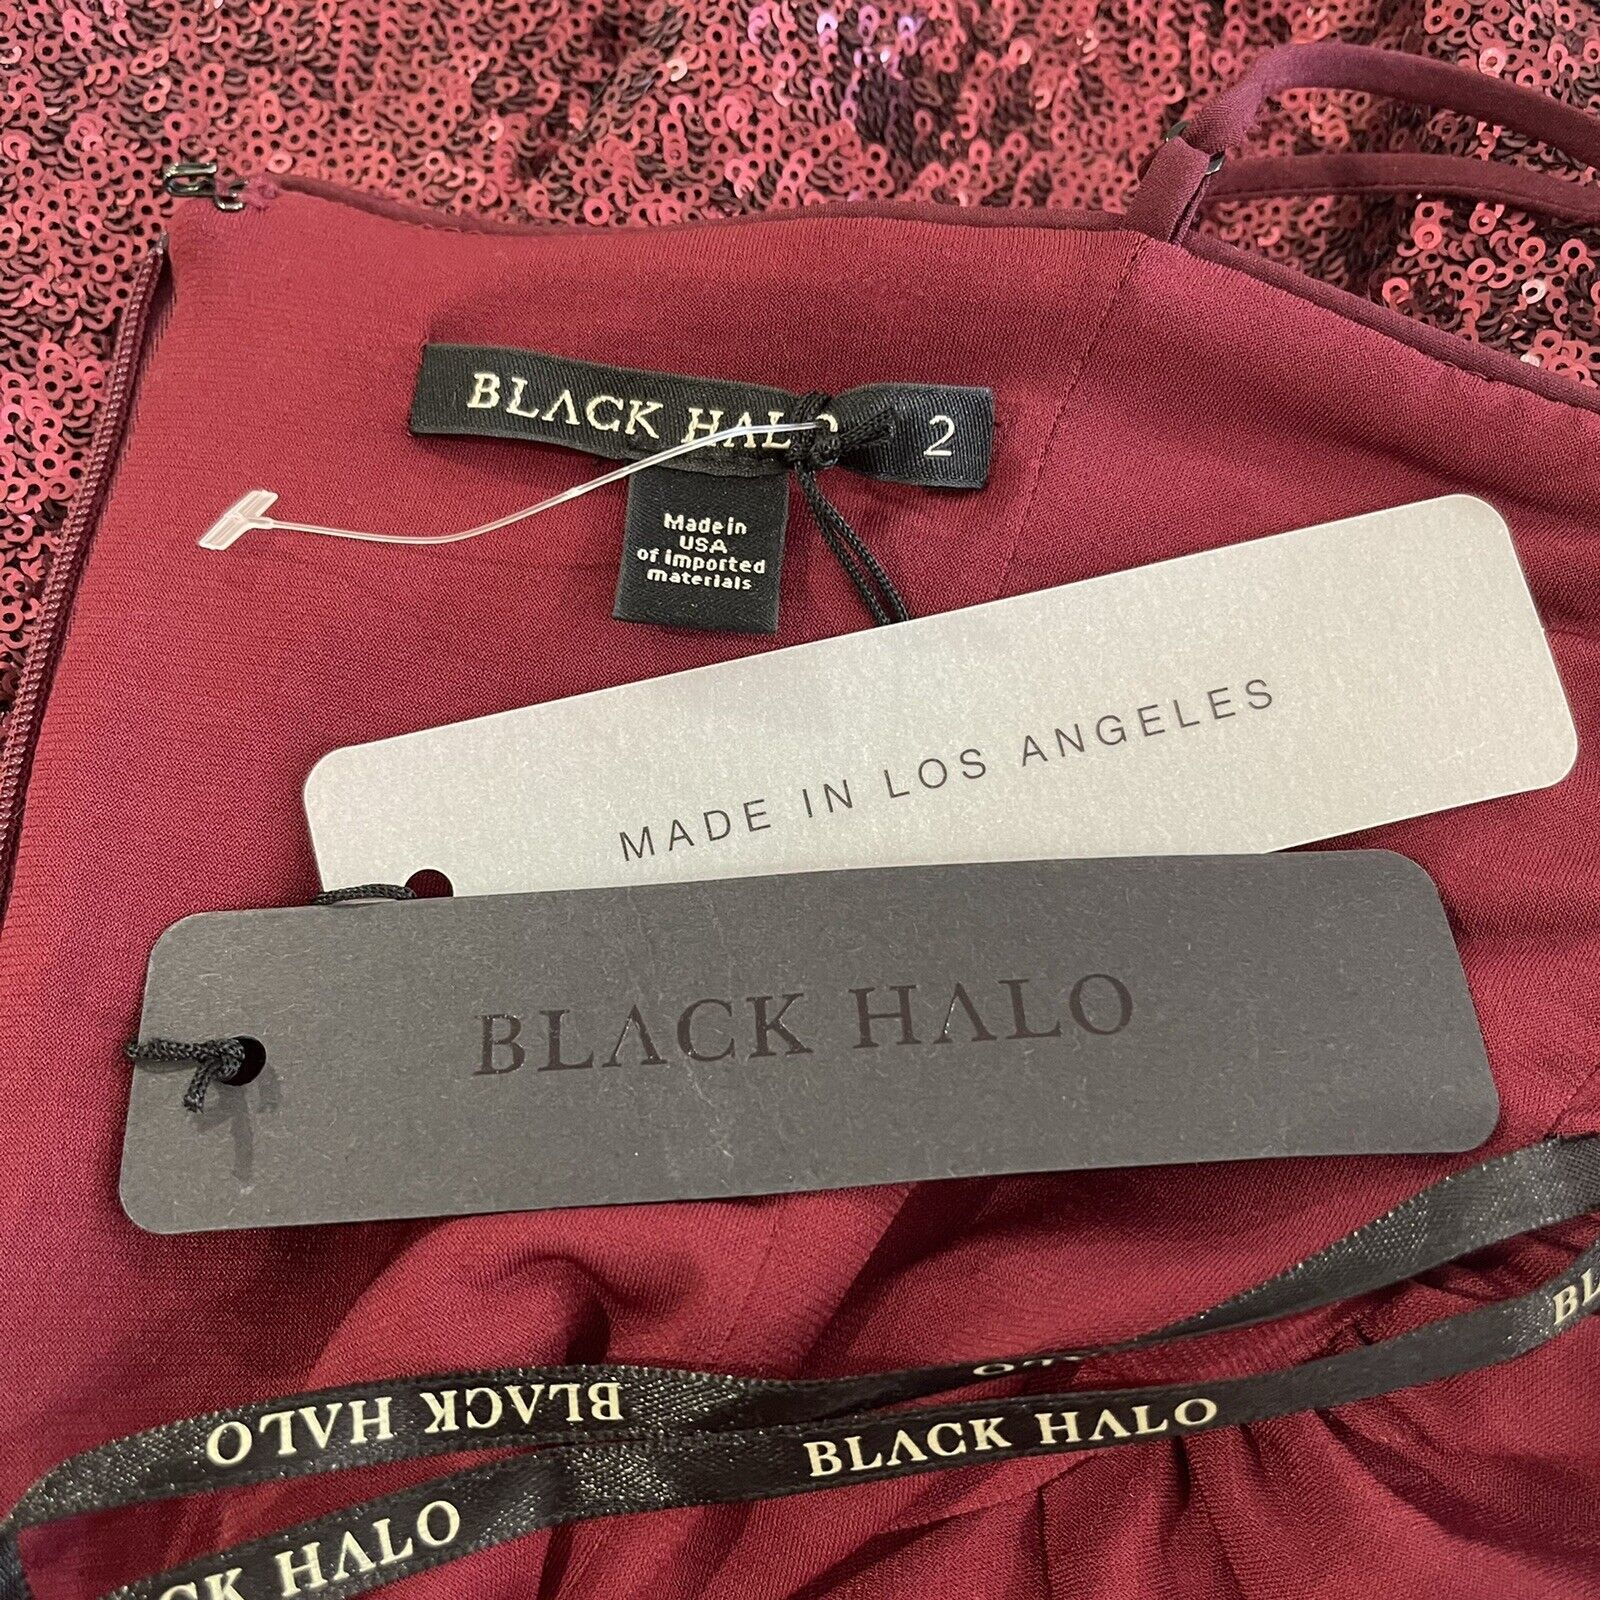 BLACK HALO 2
Made in
USA
of imported
materials
MADE IN LOS ANGELES
BLACK HALO
BLACK HALO
BLACK HALO
CK HALO